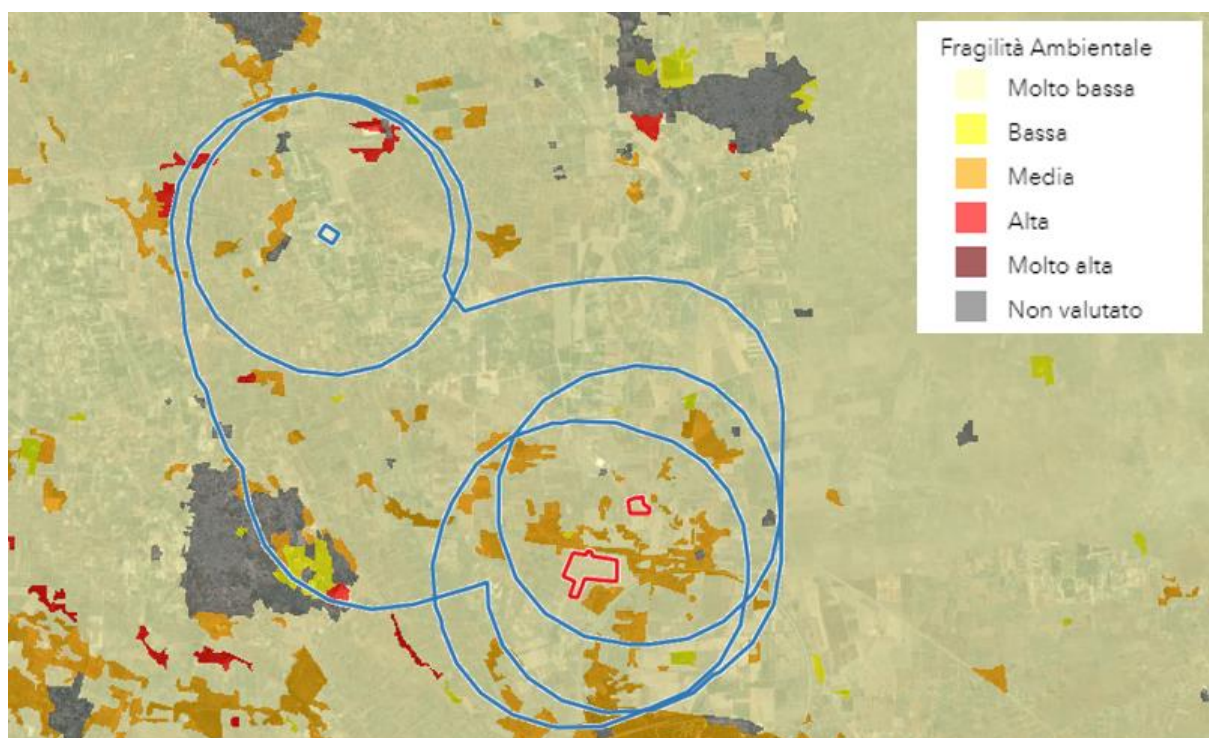 Fragilità Ambientale
Molto bassa
Bassa
Media
Alta
Molto alta
Non valutato